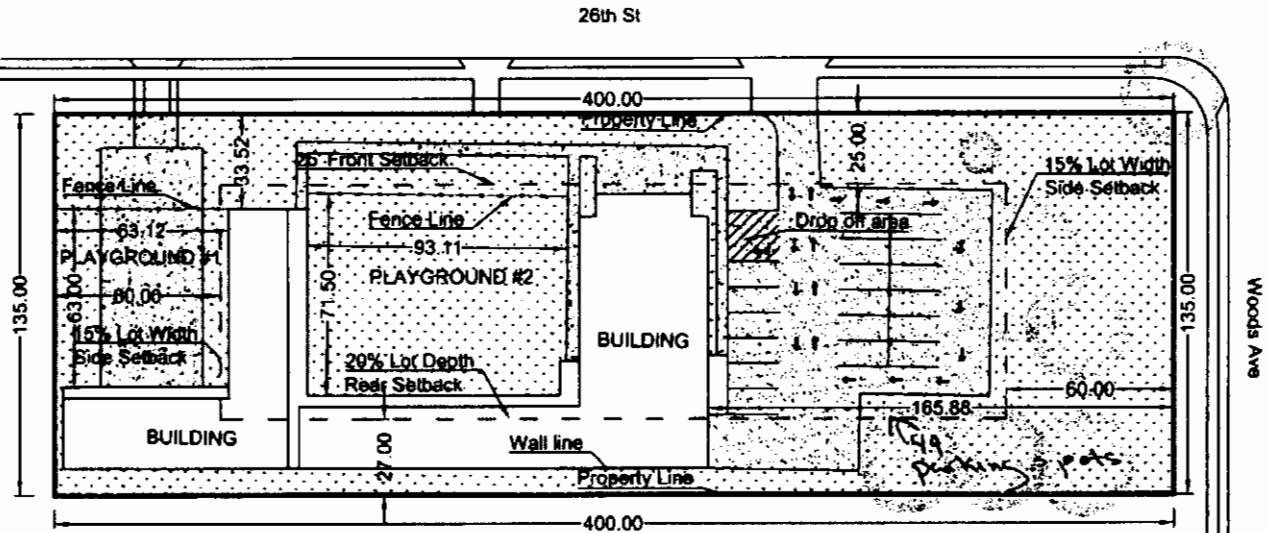 26th St
400.00
Property Line
33.52
25.00
26' Front Setback
15% Lot Width
Side Setback
Fence Line
Fence Line
Drop off area
63.12
93.11
PLAYGROUND #1
PLAYGROUND #2
63.00
60.00
71.50
135.00
135.00
Woods Ave
15% Lot Width
Side Setback
BUILDING
20% Lot Depth
Rear Setback
60.00
165.88
BUILDING
27.00
Wall line
49
parking
Property Line
400.00